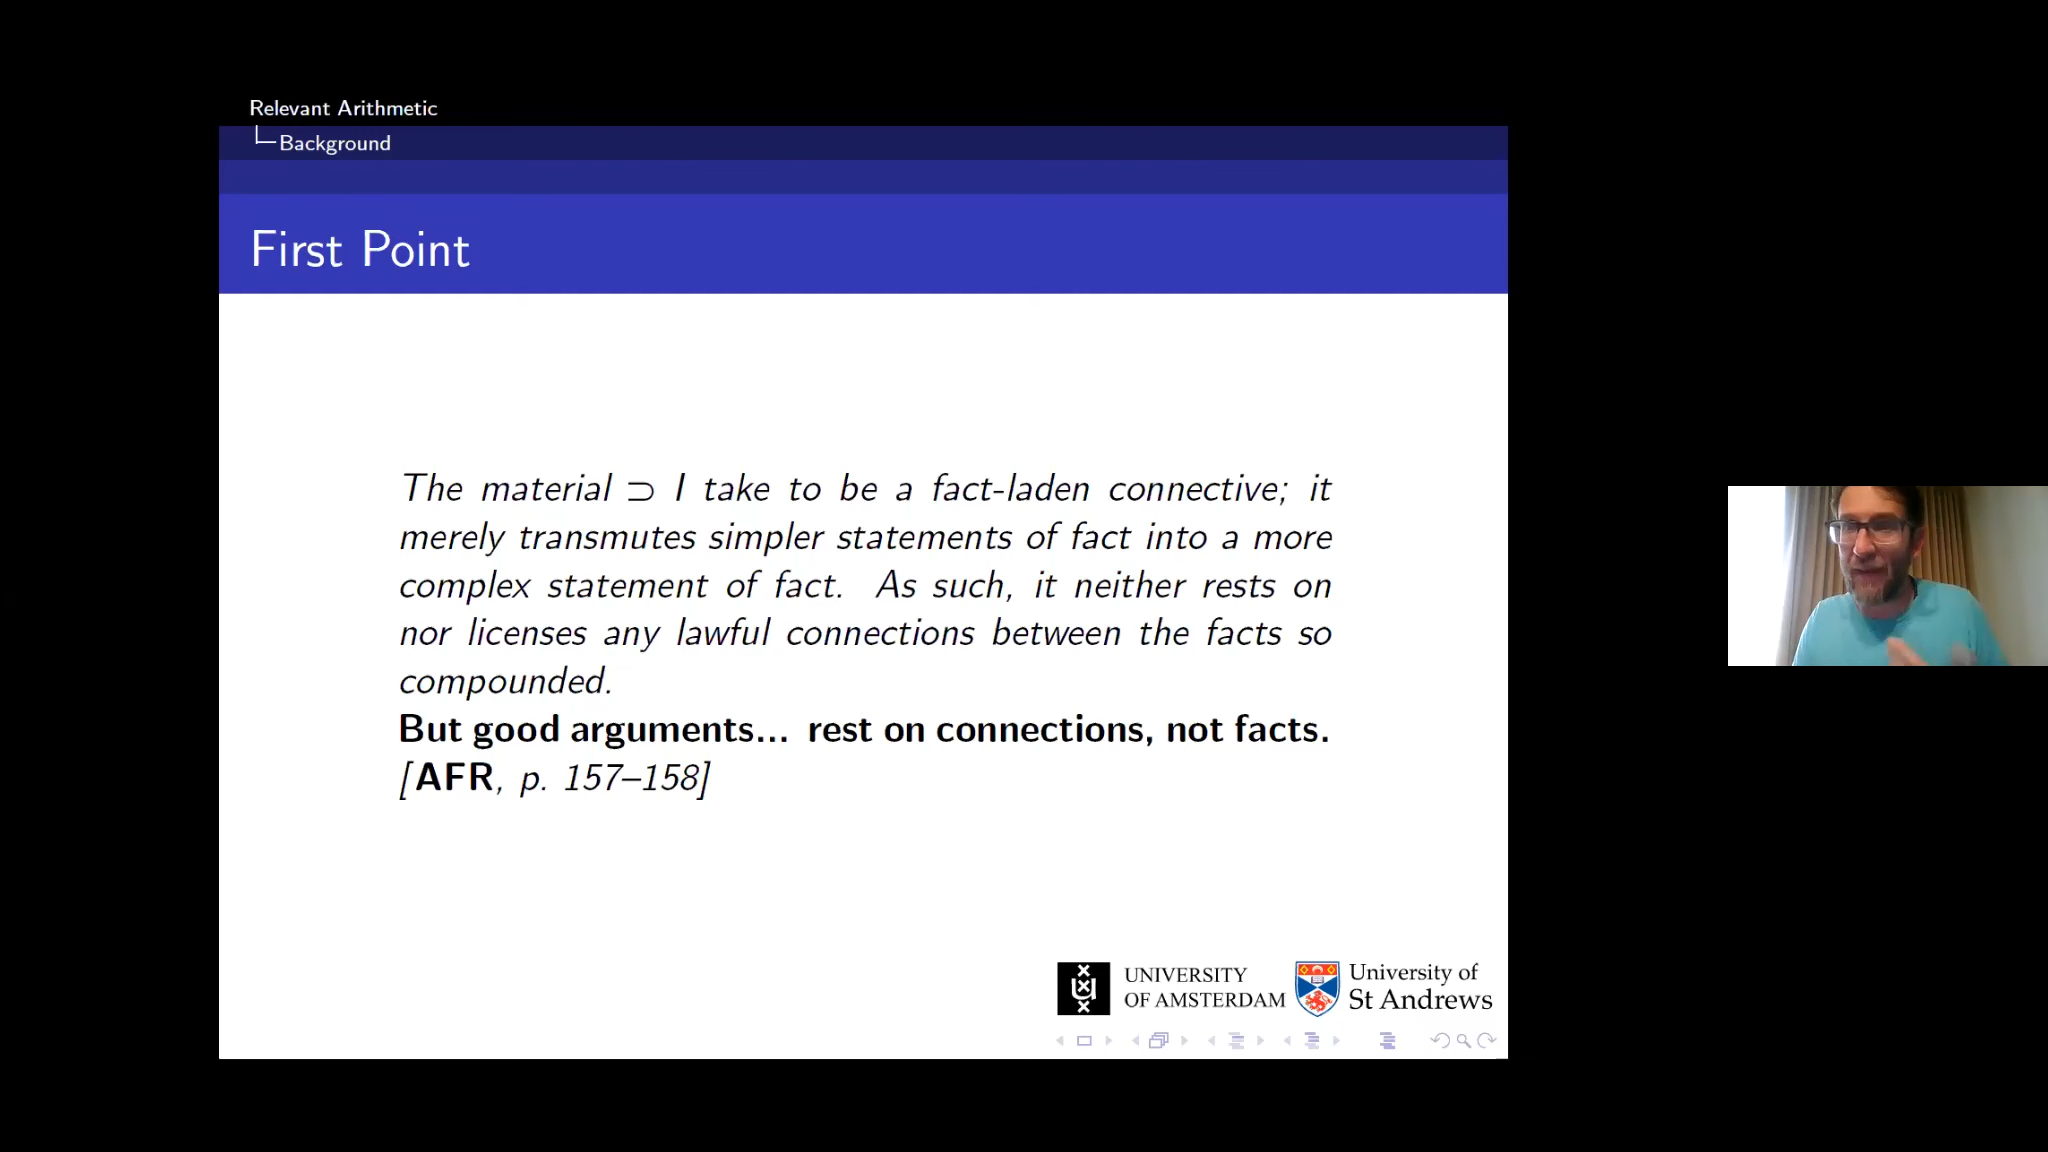 Relevant Arithmetic
Background
First Point
The material ⊃ I take to be a fact-laden connective; it
merely transmutes simpler statements of fact into a more
complex statement of fact. As such, it neither rests on
nor licenses any lawful connections between the facts so
compounded.
But good arguments... rest on connections, not facts.
[AFR, p. 157–158]
UNIVERSITY
OF AMSTERDAM
University of
St Andrews